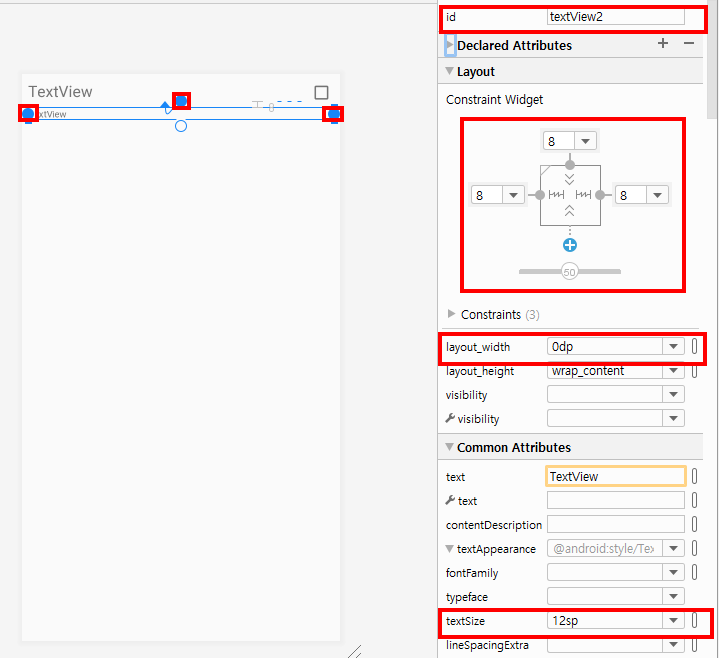 id textView2
Declared Attributes
Layout
Constraint Widget
TextView
xtView
8
8
8
50
Constraints (3)
layout_width 0dp
layout_height wrap_content
visibility
visibility
Common Attributes
text TextView
text
contentDescription
textAppearance @android:style/Tex
fontFamily
typeface
textSize 12sp
lineSpacingExtra